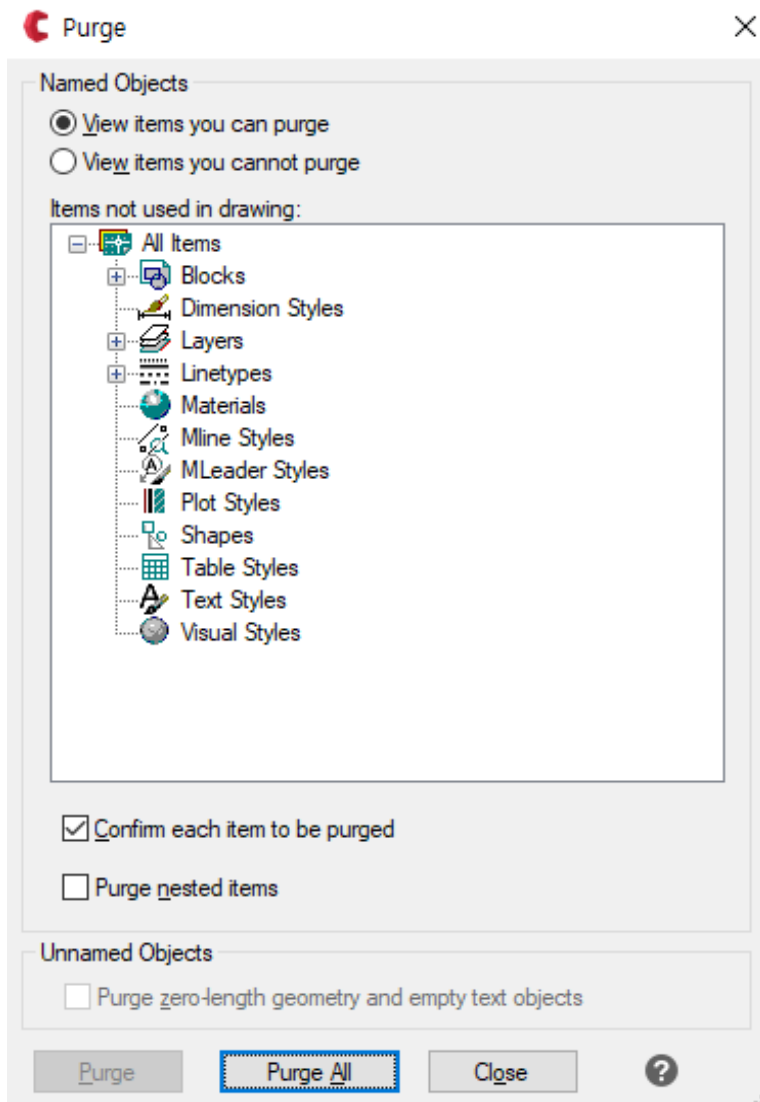 Purge
Named Objects
View items you can purge
View items you cannot purge
Items not used in drawing:
All Items
Blocks
Dimension Styles
Layers
Linetypes
Materials
Mline Styles
MLeader Styles
Plot Styles
Shapes
Table Styles
Text Styles
Visual Styles
Confirm each item to be purged
Purge nested items
Unnamed Objects
Purge zero-length geometry and empty text objects
Purge Purge All Close ?